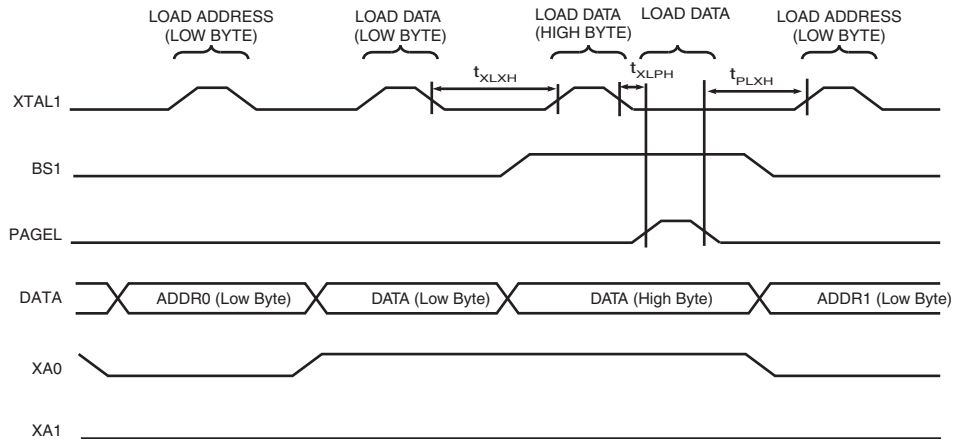 LOAD ADDRESS
(LOW BYTE)
LOAD DATA
(LOW BYTE)
LOAD DATA
(HIGH BYTE)
LOAD DATA
LOAD ADDRESS
(LOW BYTE)
tXLXH
tXLPH
tPLXH
XTAL1
BS1
PAGEL
DATA
ADDR0 (Low Byte)
DATA (Low Byte)
DATA (High Byte)
ADDR1 (Low Byte)
XA0
XA1